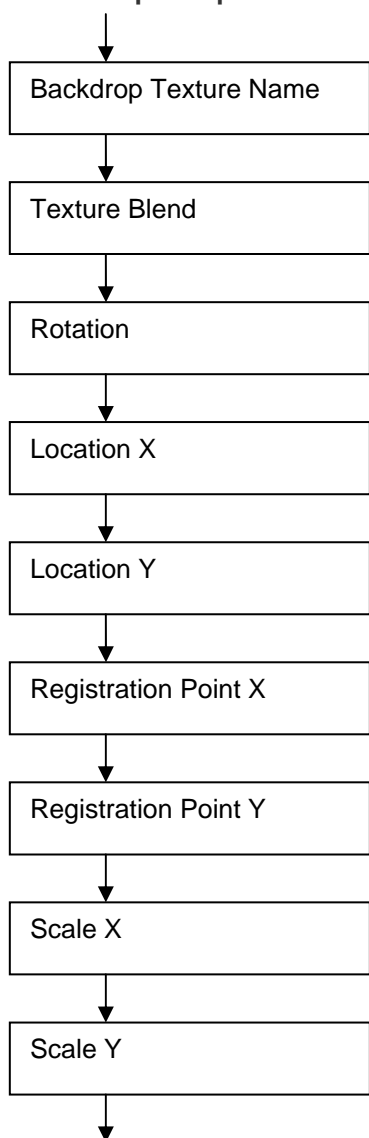 Backdrop Texture Name
Texture Blend
Rotation
Location X
Location Y
Registration Point X
Registration Point Y
Scale X
Scale Y